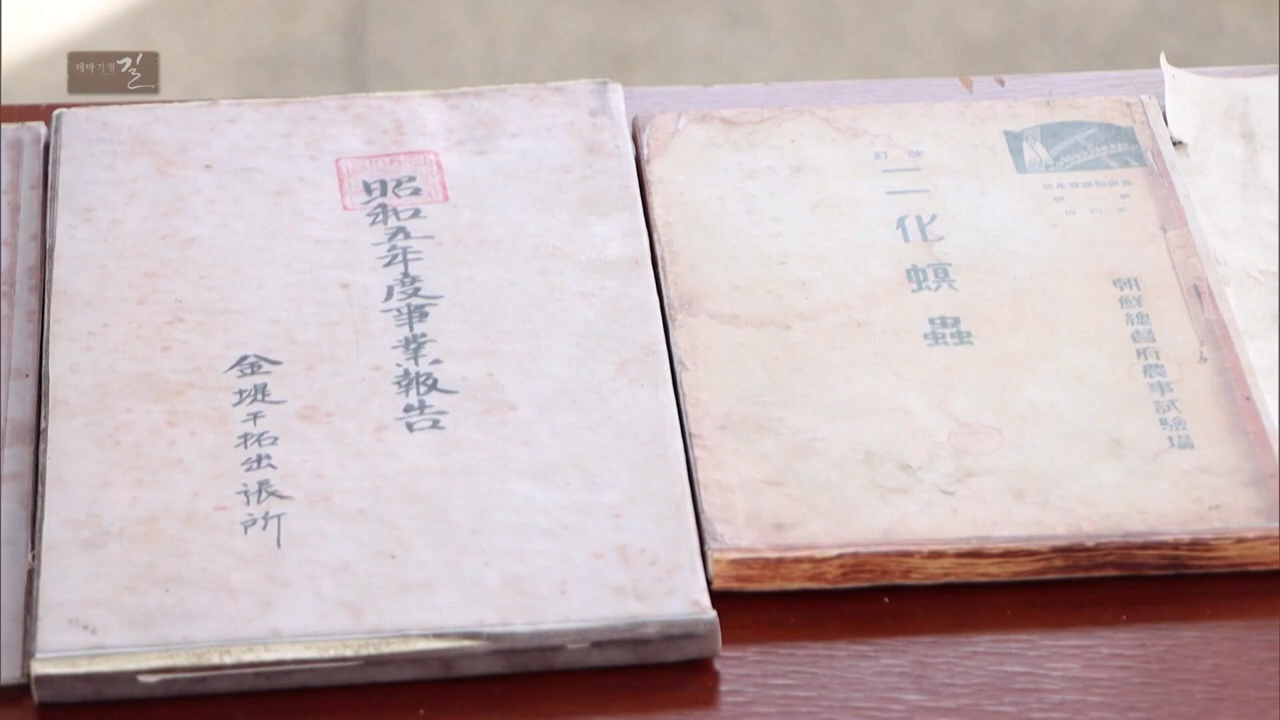 테마기행 길
昭和五年度事業報告
金堤干拓出張所
二化螟蟲
朝鮮總督府農事試驗場